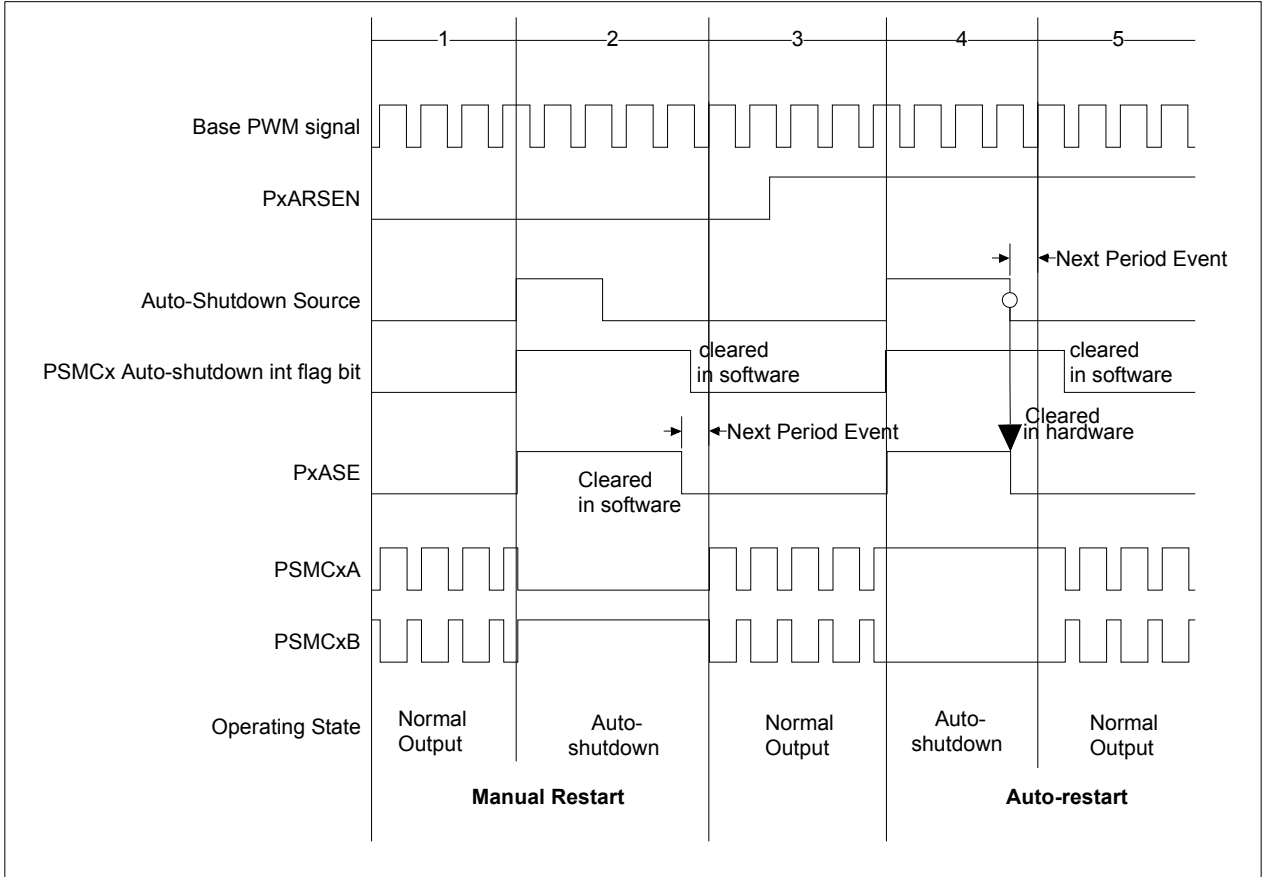 1 2 3 4 5
Base PWM signal
PxARSEN
Next Period Event
Auto-Shutdown Source
PSMCx Auto-shutdown int flag bit
cleared
in software
cleared
in software
Next Period Event
Cleared
in hardware
PxASE
Cleared
in software
PSMCxA
PSMCxB
Operating State
Normal
Output
Auto-
shutdown
Normal
Output
Auto-
shutdown
Normal
Output
Manual Restart
Auto-restart